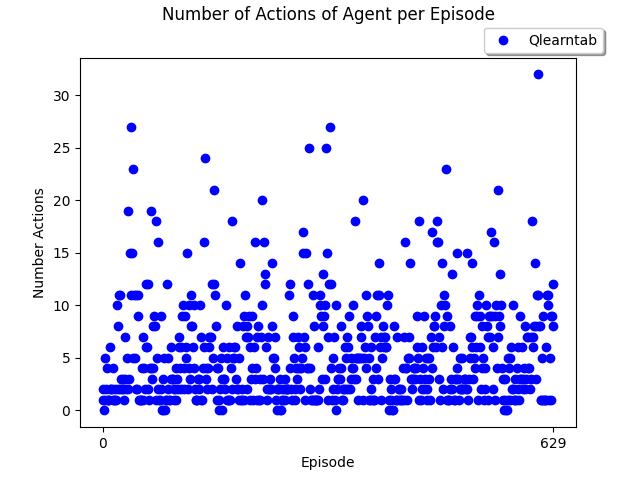 Number of Actions of Agent per Episode
Qlearntab
30
25
20
15
10
5
0
Number Actions
0 629
Episode